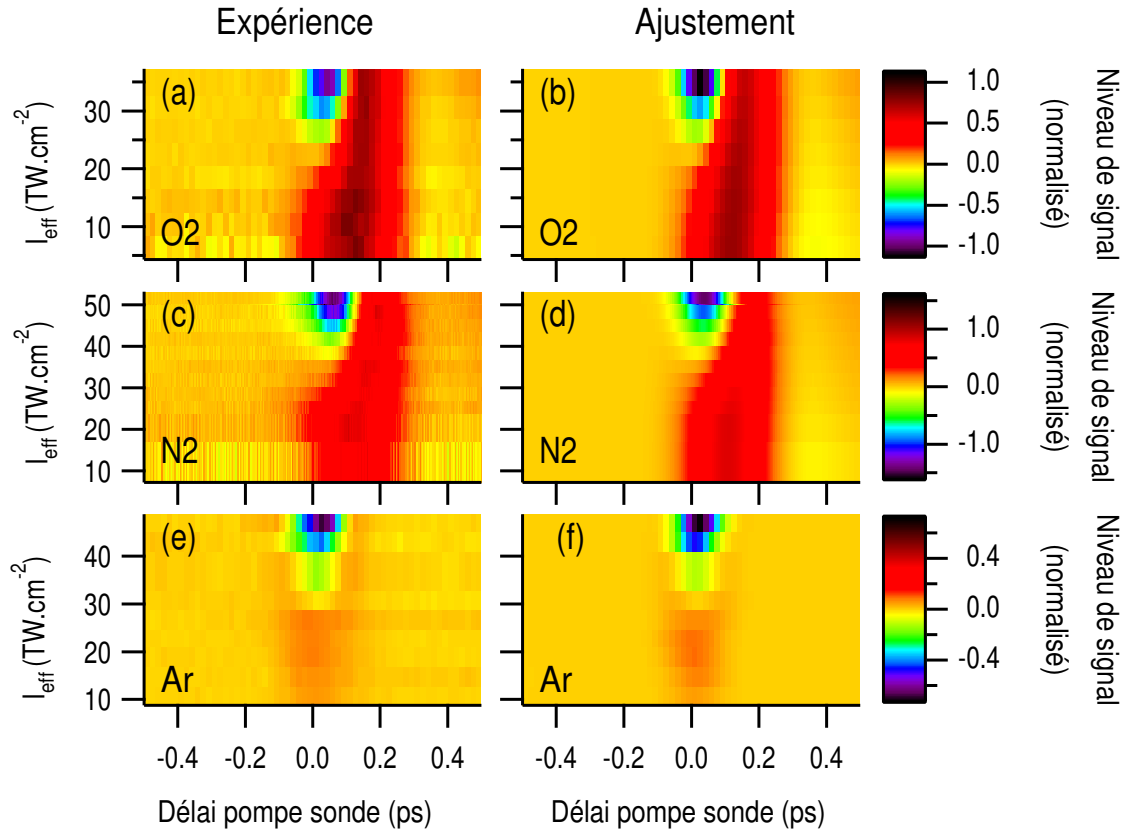 Expérience
Ajustement
(a)
(b)
O2
O2
30
20
10
I_eff (TW.cm^-2)
1.0
0.5
0.0
-0.5
-1.0
Niveau de signal
(normalisé)
-0.4
-0.2
0.0
0.2
0.4
-0.4
-0.2
0.0
0.2
0.4
(c)
(d)
N2
N2
50
40
30
20
10
I_eff (TW.cm^-2)
1.0
0.0
-1.0
Niveau de signal
(normalisé)
(e)
(f)
Ar
Ar
40
30
20
10
I_eff (TW.cm^-2)
0.4
0.0
-0.4
Niveau de signal
(normalisé)
Délai pompe sonde (ps)
Délai pompe sonde (ps)